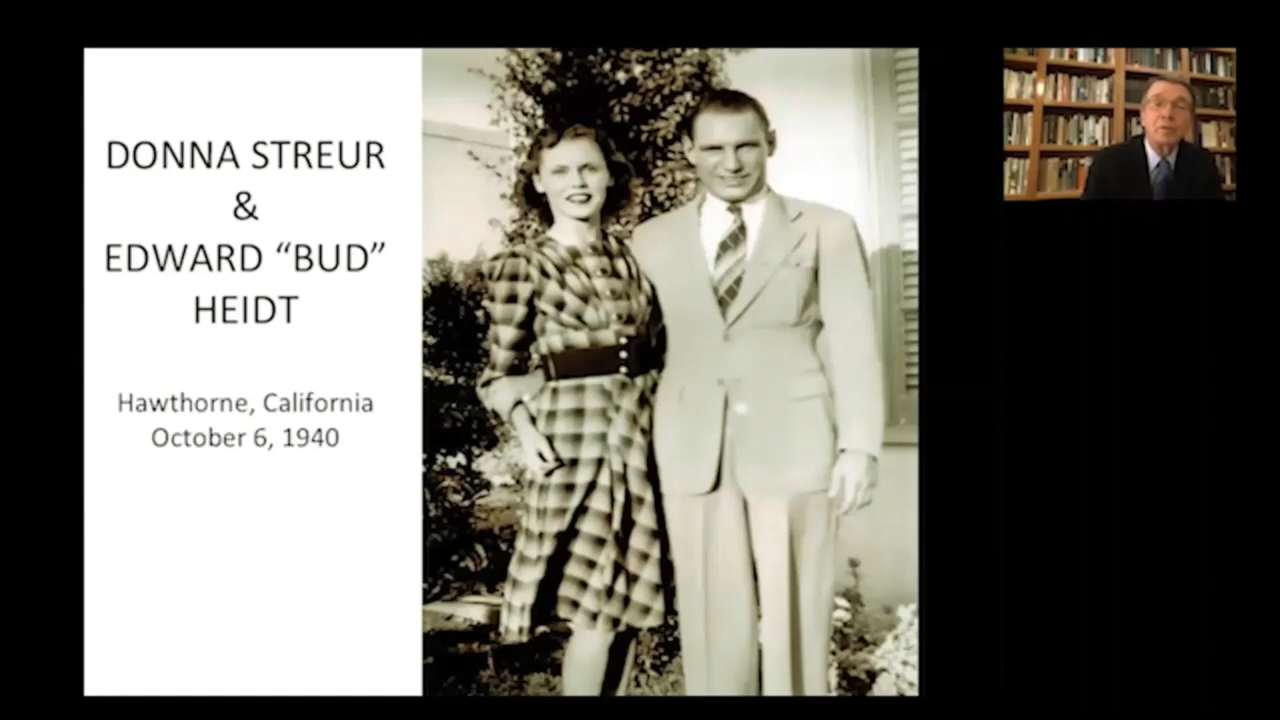 DONNA STREUR
&
EDWARD “BUD”
HEIDT
Hawthorne, California
October 6, 1940